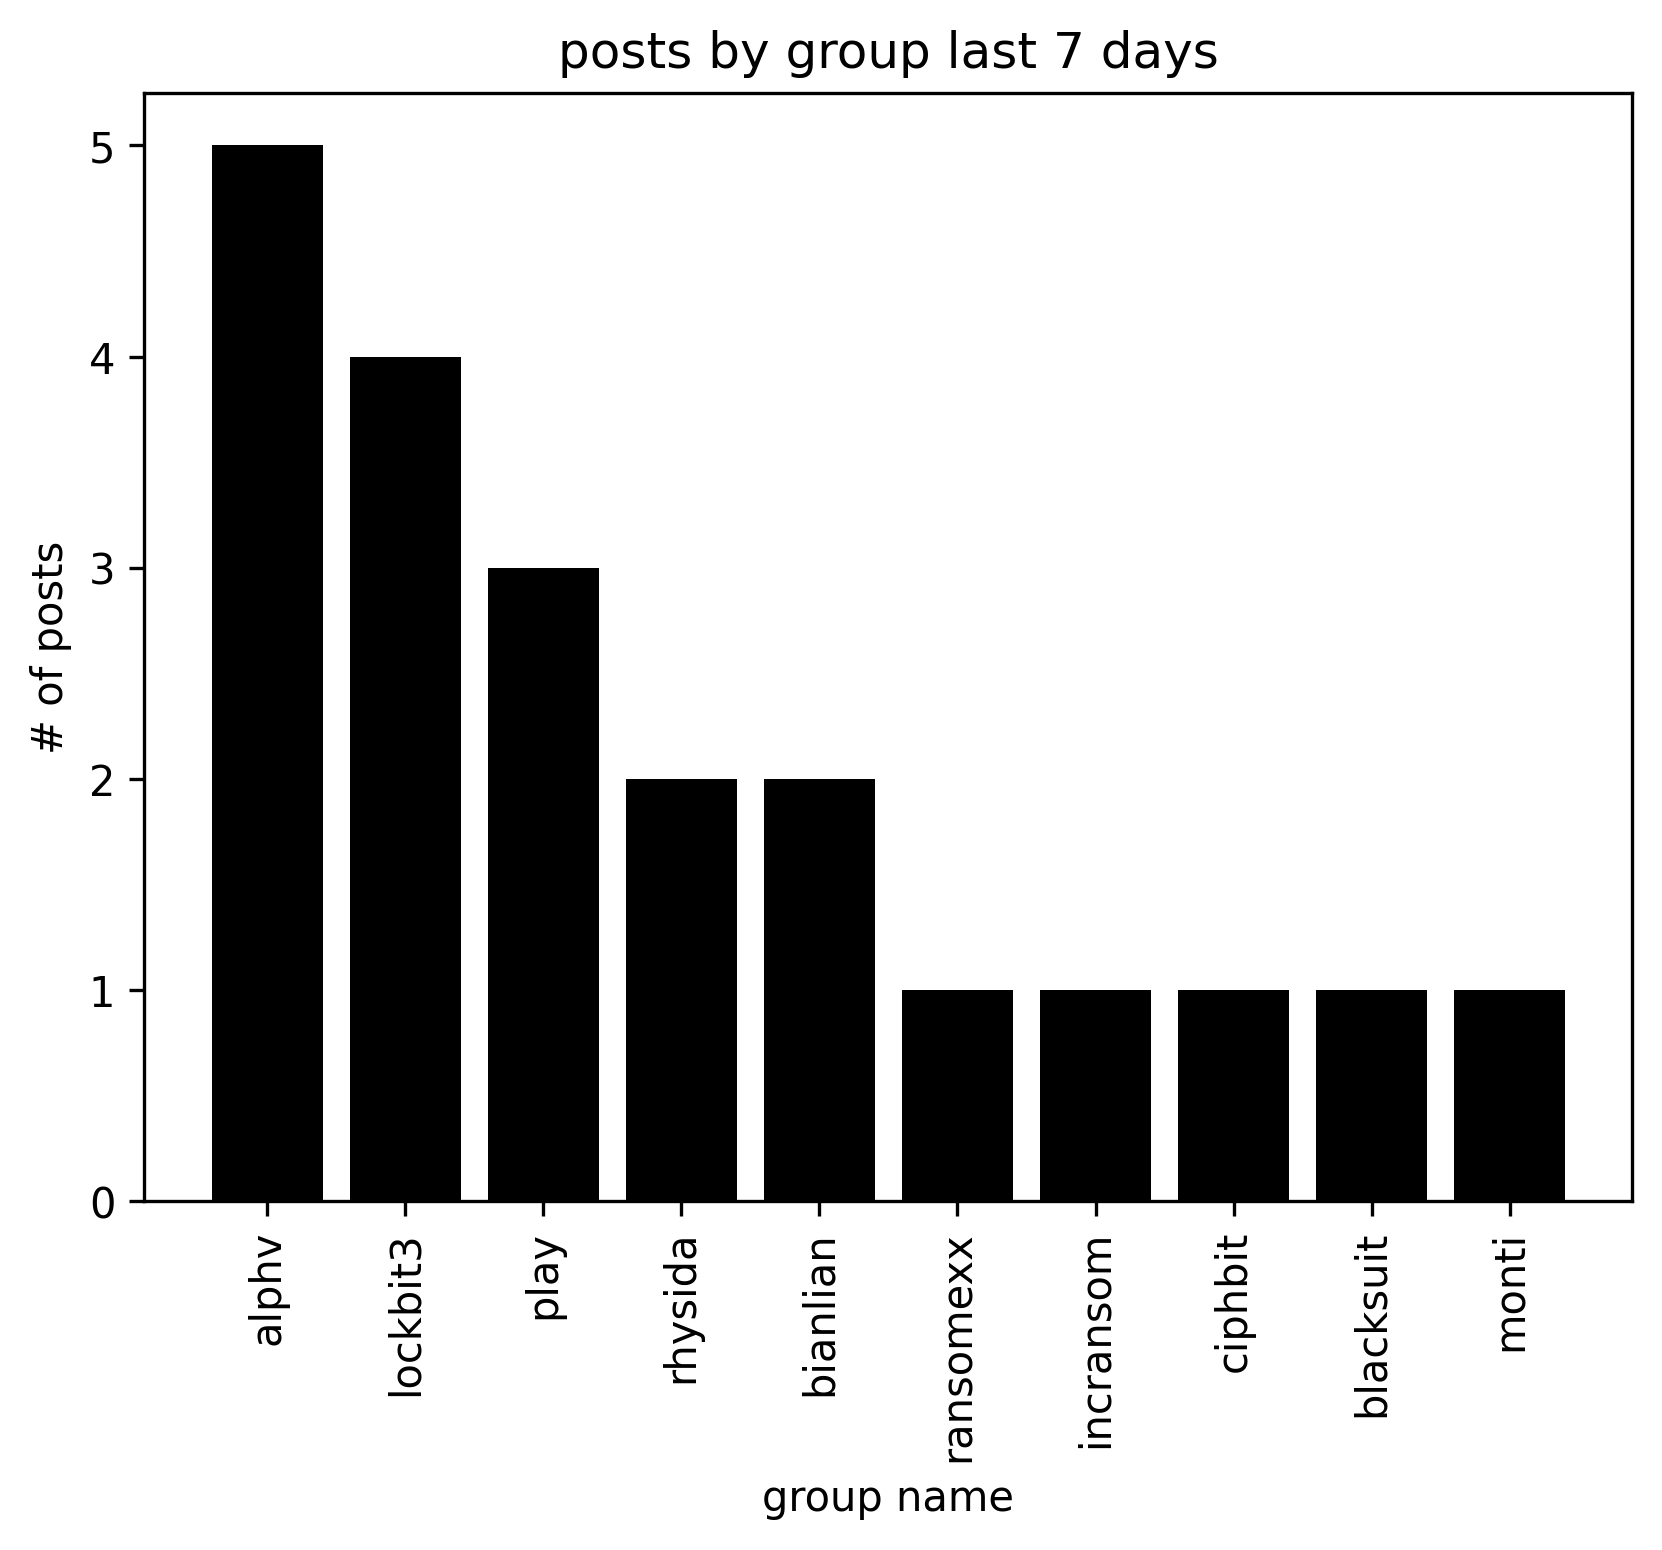 posts by group last 7 days
# of posts
5
4
3
2
1
0
alphv
lockbit3
play
rhysida
bianlian
ransomexx
incransom
ciphbit
blacksuit
monti
group name